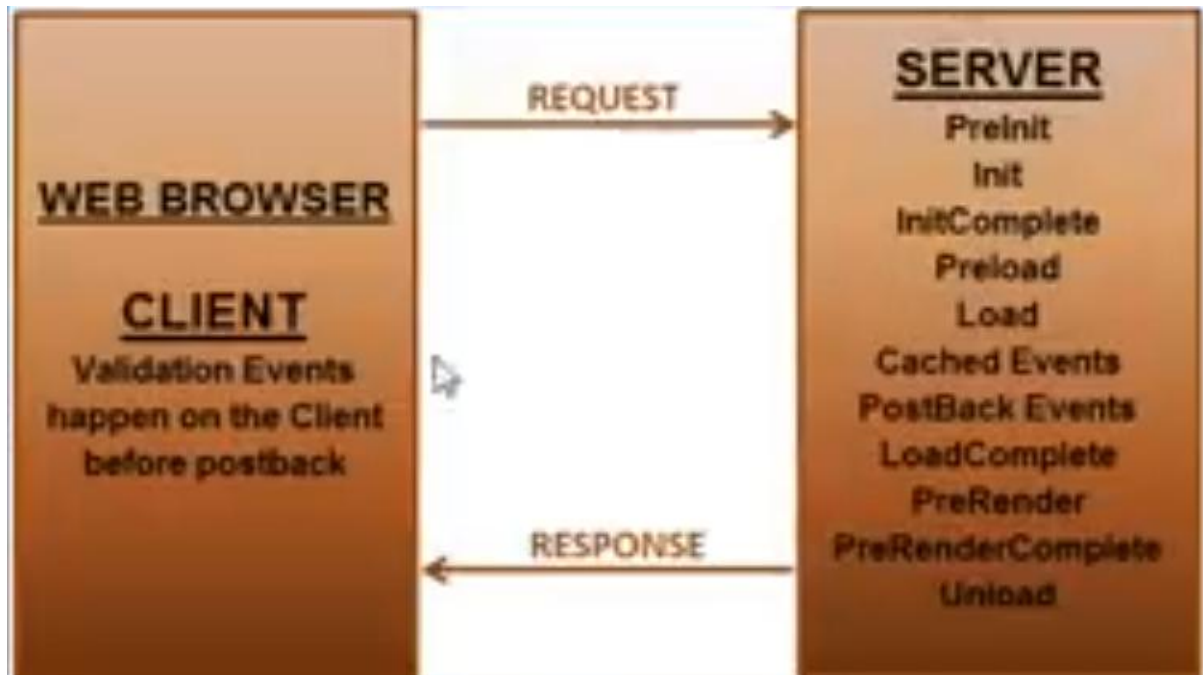 WEB BROWSER
CLIENT
Validation Events
happen on the Client
before postback
REQUEST
RESPONSE
SERVER
PreInit
Init
InitComplete
Preload
Load
Cached Events
PostBack Events
LoadComplete
PreRender
PreRenderComplete
Unload